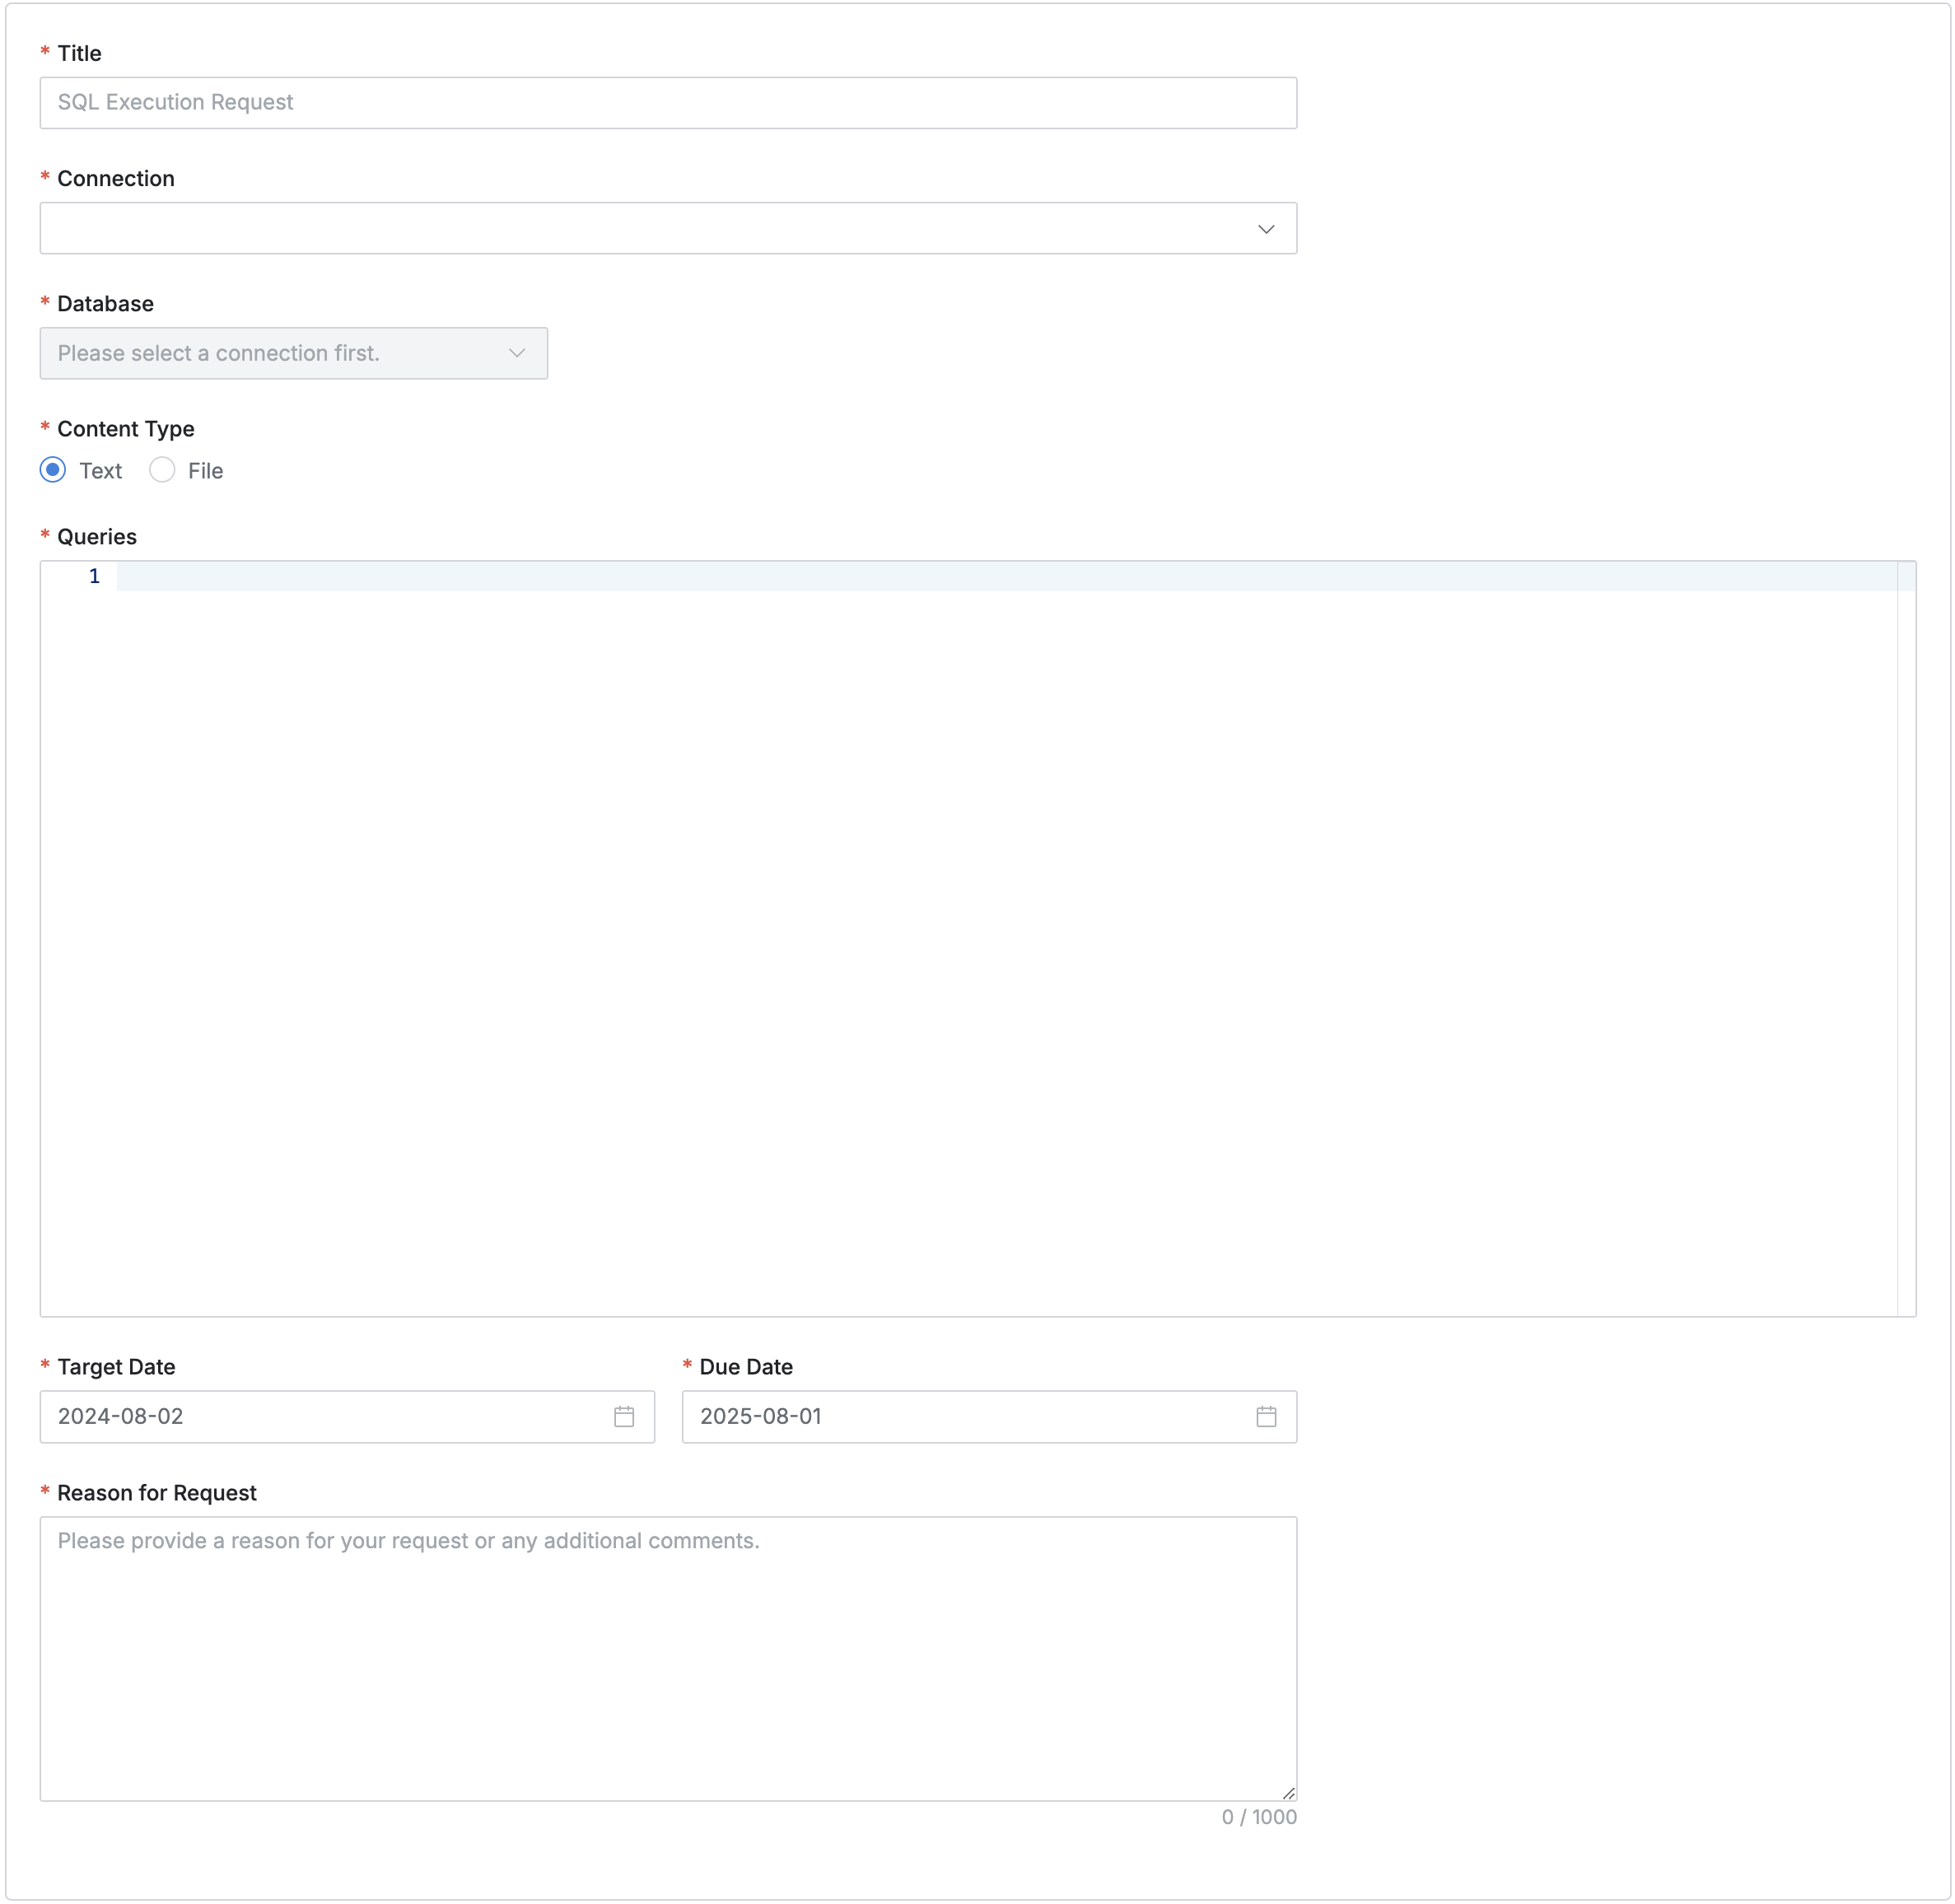 * Title
SQL Execution Request
* Connection
* Database
Please select a connection first.
* Content Type
Text File
* Queries
1
* Target Date * Due Date
2024-08-02 2025-08-01
* Reason for Request
Please provide a reason for your request or any additional comments.
0 / 1000